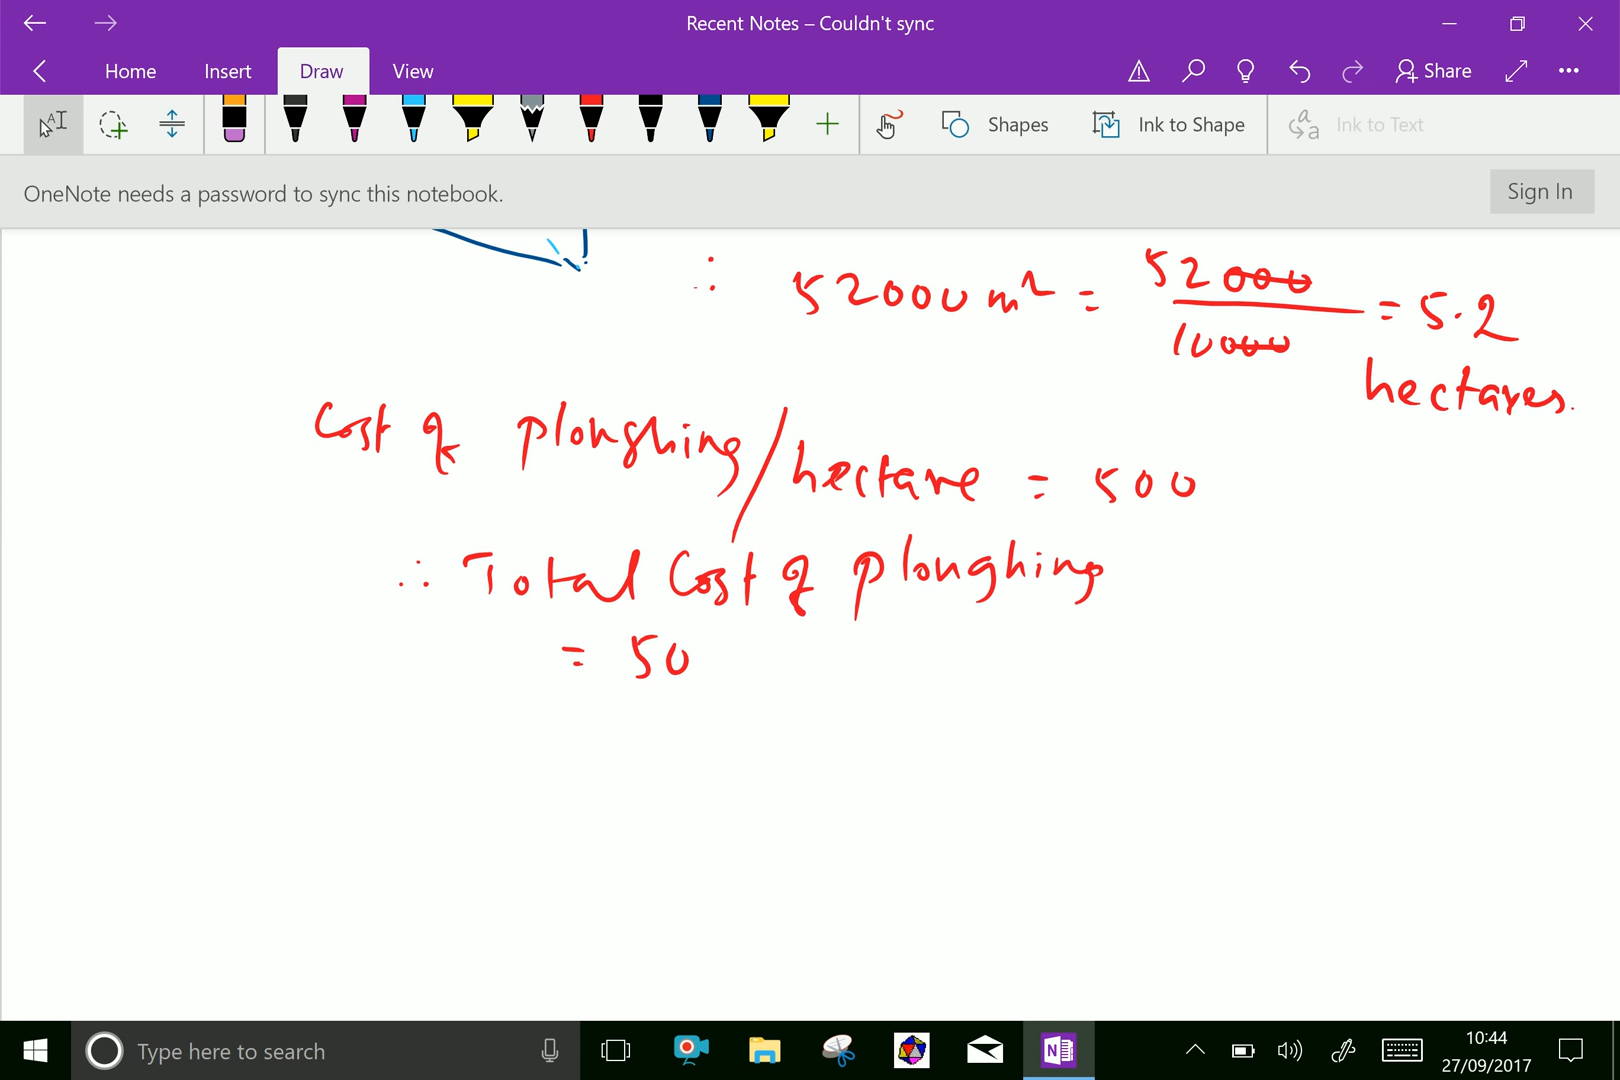 Recent Notes – Couldn't sync
Home Insert Draw View Share
Shapes Ink to Shape Ink to Text
OneNote needs a password to sync this notebook. Sign In
∴ 52000 m² = 52000/10000 = 5.2
hectares.
Cost of ploughing/hectare = 500
∴ Total Cost of ploughing
= 50
Type here to search
10:44
27/09/2017